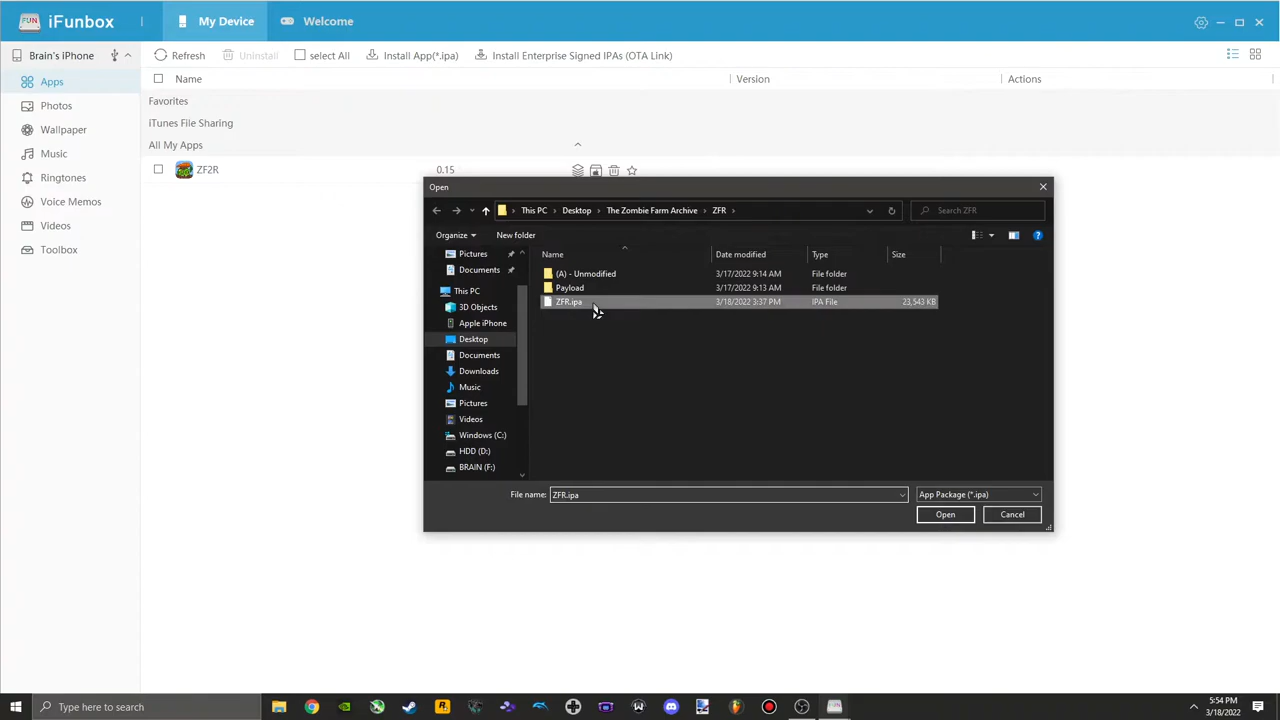 FUN iFunbox My Device Welcome
Brain's iPhone Refresh Uninstall select All Install App(*.ipa) Install Enterprise Signed IPAs (OTA Link)
Apps Name Version Actions
Photos Favorites
Wallpaper iTunes File Sharing
Music All My Apps
Ringtones ZF2R 0.15
Voice Memos
Videos
Toolbox
Open
This PC Desktop The Zombie Farm Archive ZFR Search ZFR
Organize New folder
Name Date modified Type Size
Pictures
Documents
This PC
3D Objects
Apple iPhone
Desktop
Documents
Downloads
Music
Pictures
Videos
Windows (C:)
HDD (D:)
BRAIN (F:)
(A) - Unmodified 3/17/2022 9:14 AM File folder
Payload 3/17/2022 9:13 AM File folder
ZFR.ipa 3/18/2022 3:37 PM IPA File 23,543 KB
File name: ZFR.ipa App Package (*.ipa)
Open Cancel
Type here to search
5:54 PM
3/18/2022